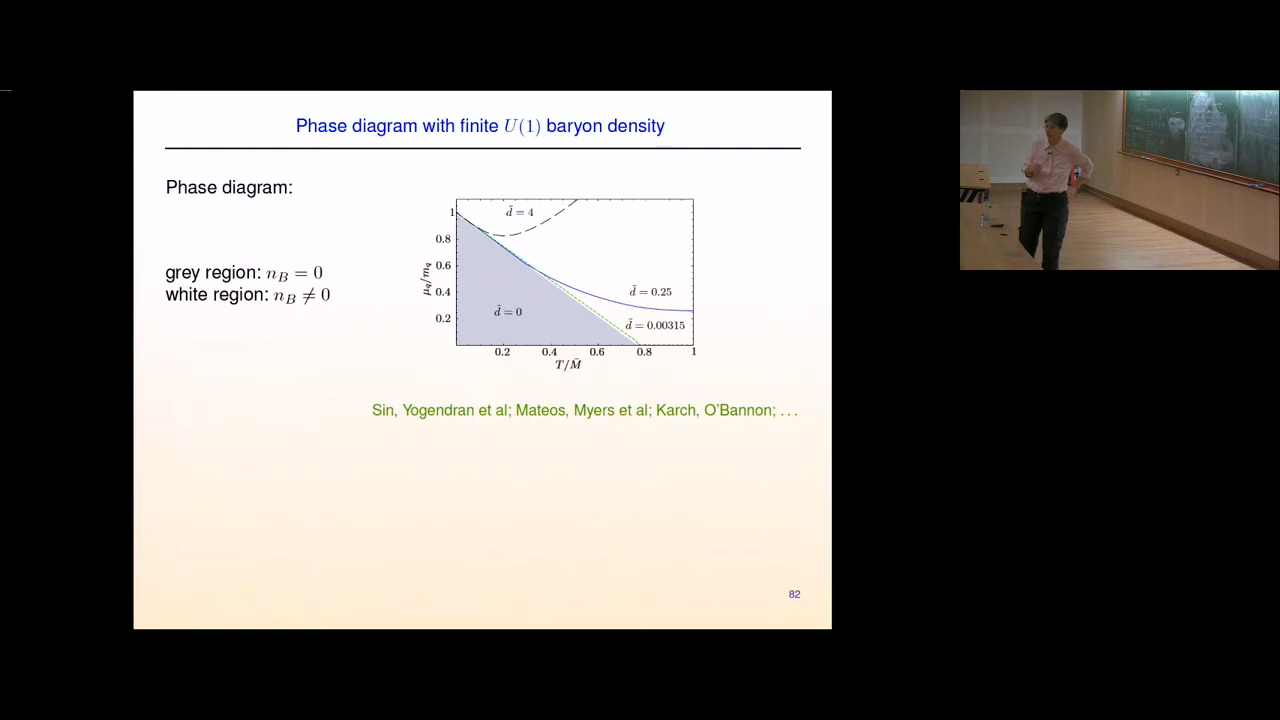 Phase diagram with finite U(1) baryon density
Phase diagram:
grey region: n_B = 0
white region: n_B ≠ 0
1
0.8
0.6
0.4
0.2
μ_q/m_q
d̃ = 4
d̃ = 0.25
d̃ = 0
d̃ = 0.00315
0.2 0.4 0.6 0.8 1
T/M̄
Sin, Yogendran et al; Mateos, Myers et al; Karch, O'Bannon; . . .
82